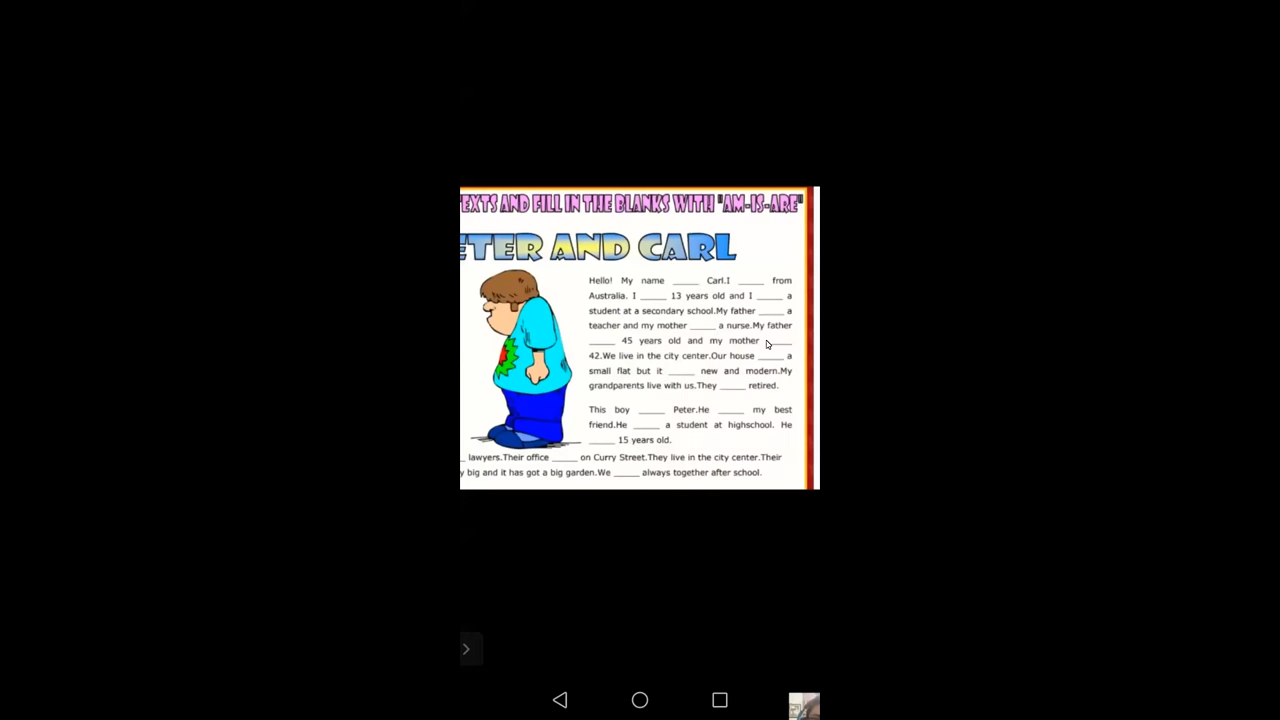 EXTS AND FILL IN THE BLANKS WITH "AM-IS-ARE"
ETER AND CARL
Hello! My name _____ Carl.I _____ from
Australia. I _____ 13 years old and I _____ a
student at a secondary school.My father _____ a
teacher and my mother _____ a nurse.My father
_____ 45 years old and my mother _____
42.We live in the city center.Our house _____ a
small flat but it _____ new and modern.My
grandparents live with us.They _____ retired.
This boy _____ Peter.He _____ my best
friend.He _____ a student at highschool. He
_____ 15 years old.
_ lawyers.Their office _____ on Curry Street.They live in the city center.Their
y big and it has got a big garden.We _____ always together after school.